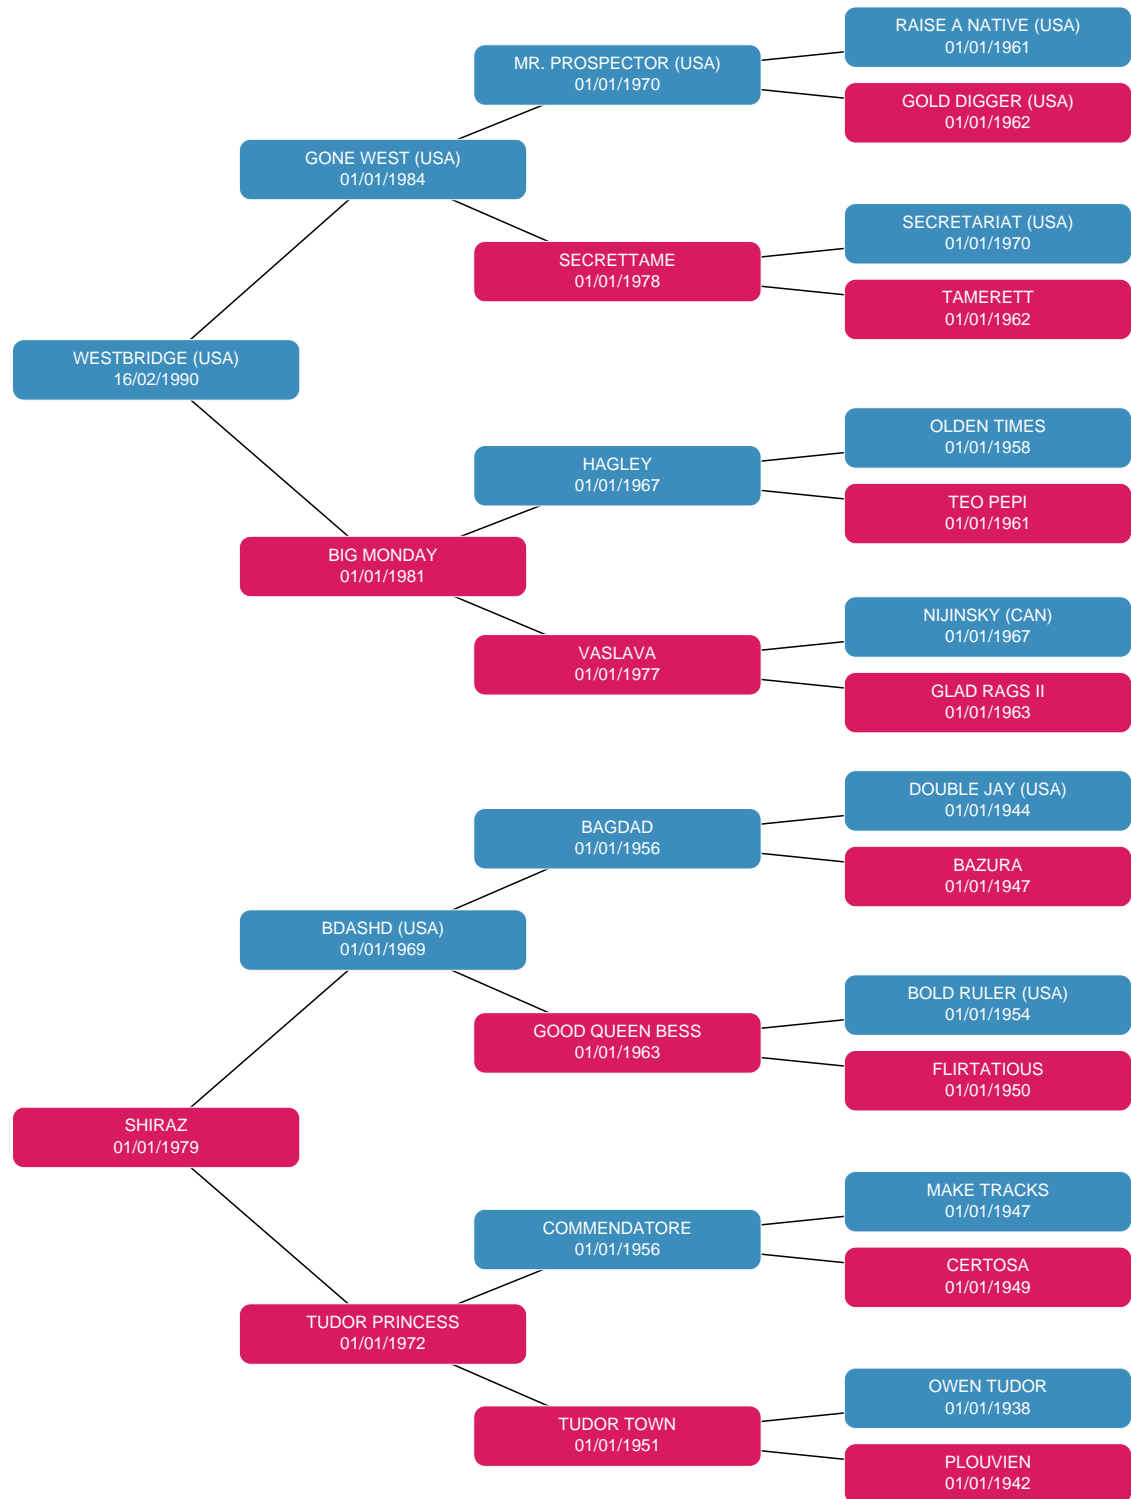 RAISE A NATIVE (USA)
01/01/1961
MR. PROSPECTOR (USA)
01/01/1970
GOLD DIGGER (USA)
01/01/1962
GONE WEST (USA)
01/01/1984
SECRETARIAT (USA)
01/01/1970
SECRETTAME
01/01/1978
TAMERETT
01/01/1962
WESTBRIDGE (USA)
16/02/1990
OLDEN TIMES
01/01/1958
HAGLEY
01/01/1967
TEO PEPI
01/01/1961
BIG MONDAY
01/01/1981
NIJINSKY (CAN)
01/01/1967
VASLAVA
01/01/1977
GLAD RAGS II
01/01/1963
DOUBLE JAY (USA)
01/01/1944
BAGDAD
01/01/1956
BAZURA
01/01/1947
BDASHD (USA)
01/01/1969
BOLD RULER (USA)
01/01/1954
GOOD QUEEN BESS
01/01/1963
FLIRTATIOUS
01/01/1950
SHIRAZ
01/01/1979
MAKE TRACKS
01/01/1947
COMMENDATORE
01/01/1956
CERTOSA
01/01/1949
TUDOR PRINCESS
01/01/1972
OWEN TUDOR
01/01/1938
TUDOR TOWN
01/01/1951
PLOUVIEN
01/01/1942